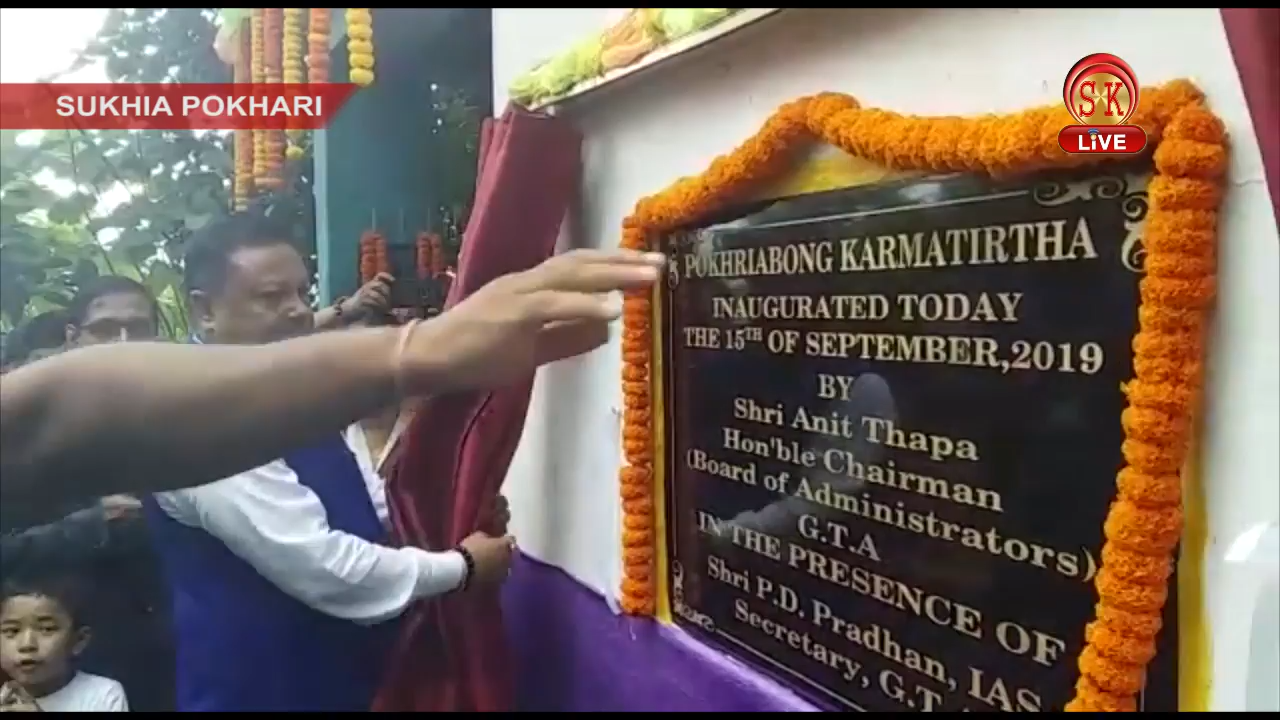 SUKHIA POKHARI
SK
LiVE
POKHRIABONG KARMATIRTHA
INAUGURATED TODAY
THE 15TH OF SEPTEMBER,2019
BY
Shri Anit Thapa
Hon'ble Chairman
(Board of Administrators)
G.T.A
IN THE PRESENCE OF
Shri P.D. Pradhan, IAS
Secretary, G.T.